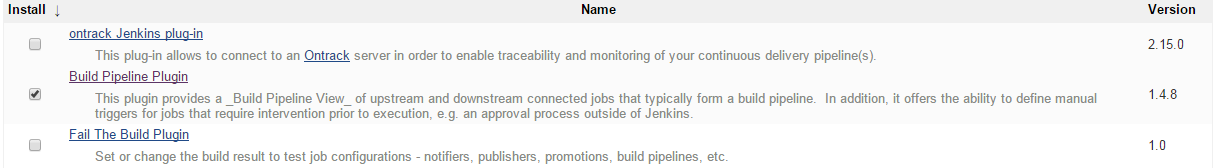 Install ↓ Name Version
ontrack Jenkins plug-in
This plug-in allows to connect to an Ontrack server in order to enable traceability and monitoring of your continuous delivery pipeline(s).
2.15.0
Build Pipeline Plugin
This plugin provides a _Build Pipeline View_ of upstream and downstream connected jobs that typically form a build pipeline.  In addition, it offers the ability to define manual
triggers for jobs that require intervention prior to execution, e.g. an approval process outside of Jenkins.
1.4.8
Fail The Build Plugin
Set or change the build result to test job configurations - notifiers, publishers, promotions, build pipelines, etc.
1.0